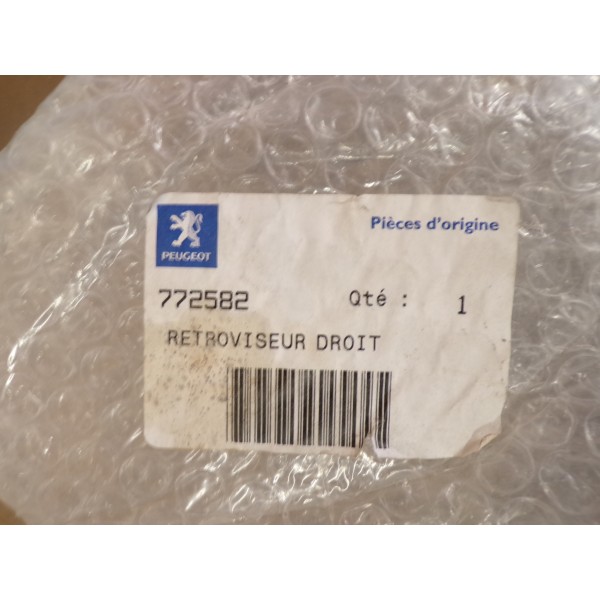 PEUGEOT
Pièces d'origine
772582 Qté : 1
RETROVISEUR DROIT